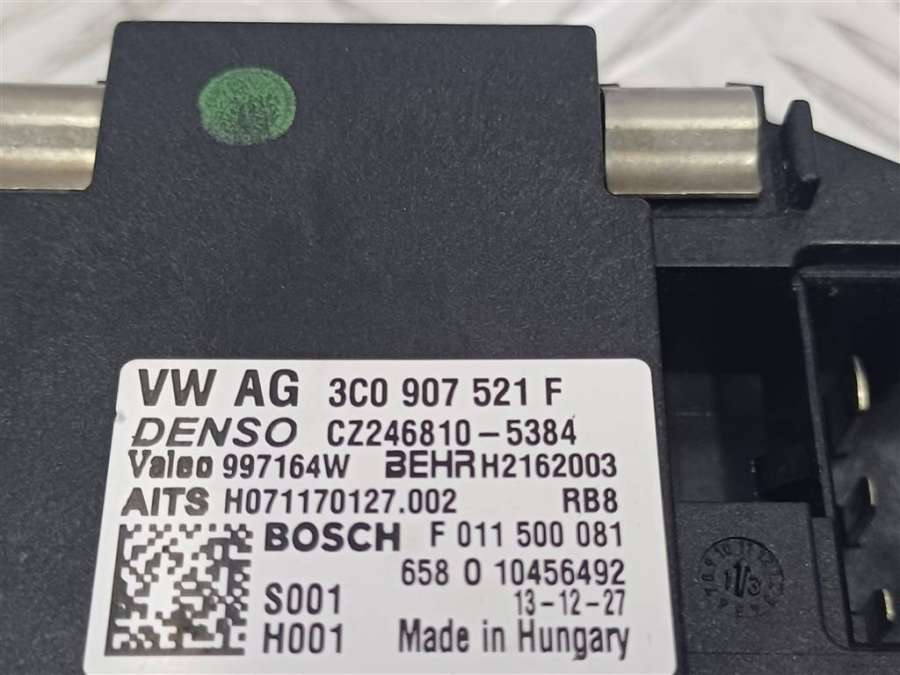 VW AG 3C0 907 521 F
DENSO CZ246810-5384
Valeo 997164W BEHR H2162003
AITS H071170127.002 RB8
BOSCH F 011 500 081
658 0 10456492
S001 13-12-27
H001 Made in Hungary